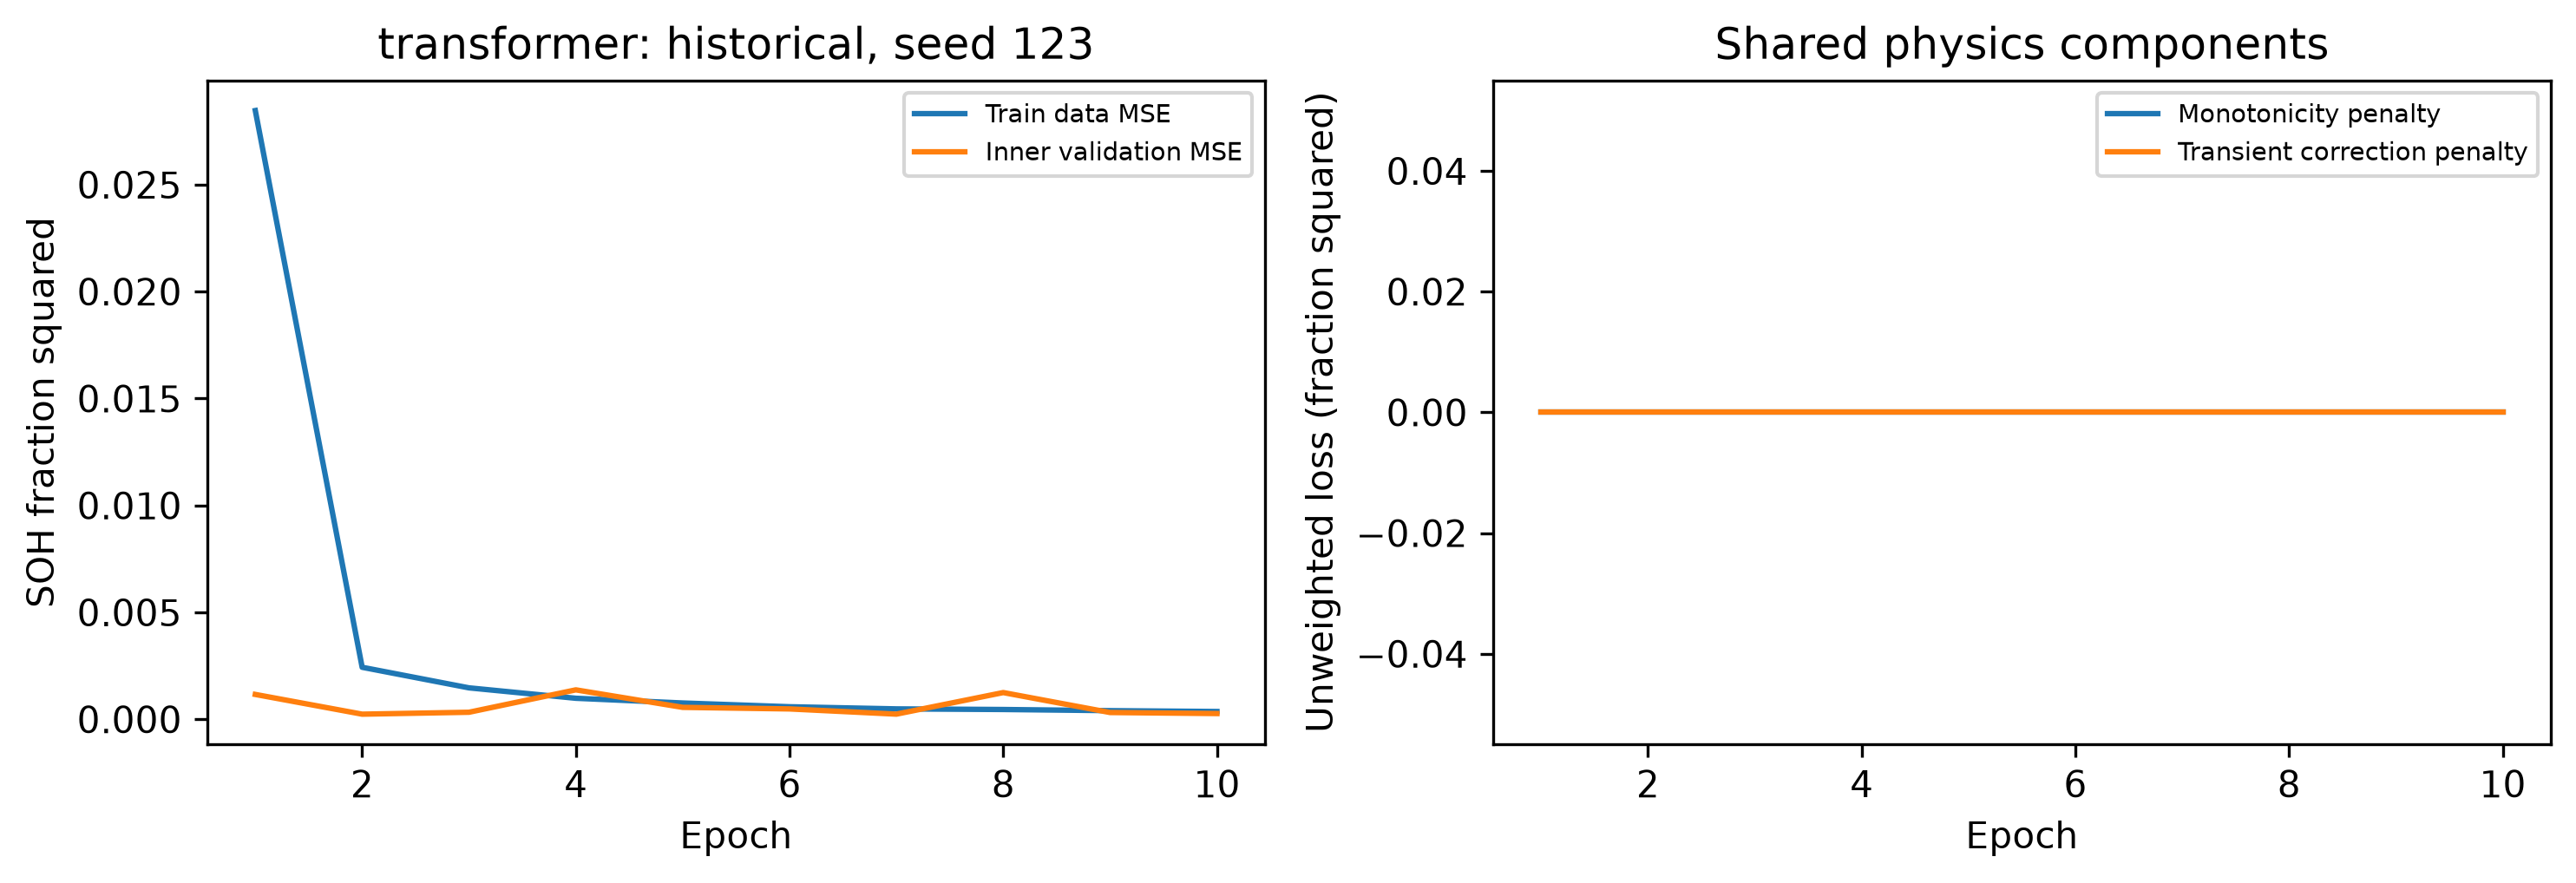 transformer: historical, seed 123
SOH fraction squared
0.025
0.020
0.015
0.010
0.005
0.000
Train data MSE
Inner validation MSE
2 4 6 8 10
Epoch
Shared physics components
Unweighted loss (fraction squared)
0.04
0.02
0.00
−0.02
−0.04
Monotonicity penalty
Transient correction penalty
2 4 6 8 10
Epoch